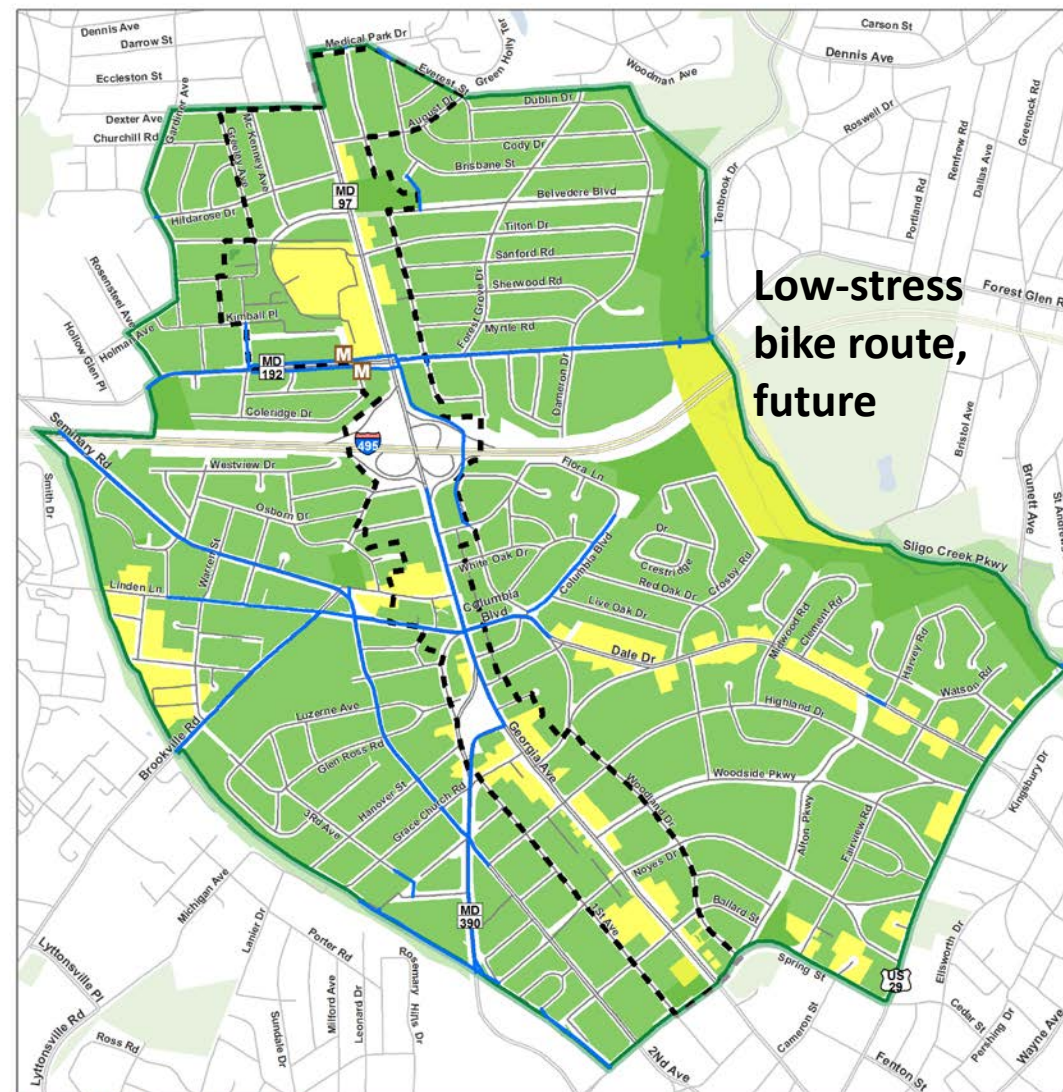 Dennis Ave
Darrow St
Eccleston St
Gardiner Ave
Dexter Ave
Churchill Rd
Greeley Ave
Mc Kenney Ave
Medical Park Dr
Everest St
Green Holly Ter
August Dr
Woodman Ave
Carson St
Dennis Ave
Dublin Dr
Cody Dr
Brisbane St
Belvedere Blvd
Roswell Dr
Renfrew Rd
Dallas Ave
Greenock Rd
Portland Rd
Tenbrook Dr
MD
97
Hildarose Dr
Tilton Dr
Sanford Rd
Sherwood Rd
Forest Grove Dr
Myrtle Rd
Low-stress
bike route,
future
Forest Glen R
Rosensteel Ave
Holman Ave
Hollow Glen Pl
Kimball Pl
M
M
MD
192
Coleridge Dr
Dameron Dr
495
Seminary Rd
Smith Dr
Westview Dr
Osborn Dr
Warren St
Linden Ln
Flora Ln
White Oak Dr
Columbia Blvd
Columbia
Blvd
Dr
Crestridge
Red Oak Dr
Crosby Rd
Live Oak Dr
Dale Dr
Bristol Ave
Brunett Ave
St Andrew
Sligo Creek Pkwy
Midwood Rd
Clement Rd
Harvey Rd
Watson Rd
Highland Dr
Luzerne Ave
Glen Ross Rd
Brookville Rd
Hanover St
Grace Church Rd
3Rd Ave
Georgia Ave
Woodland Dr
Woodside Pkwy
Alton Pkwy
Fairview Rd
Kingsbury Dr
Noyes Dr
Ballard St
1St Ave
MD
390
Michigan Ave
Lanier Dr
Porter Rd
Milford Ave
Leonard Dr
Rosemary Hills Dr
Lyttonsville Pl
Lyttonsville Rd
Ross Rd
Sundale Dr
2Nd Ave
Spring St
Cameron St
US
29
Ellsworth Dr
Cedar St
Pershing Dr
Wayne Ave
Fenton St